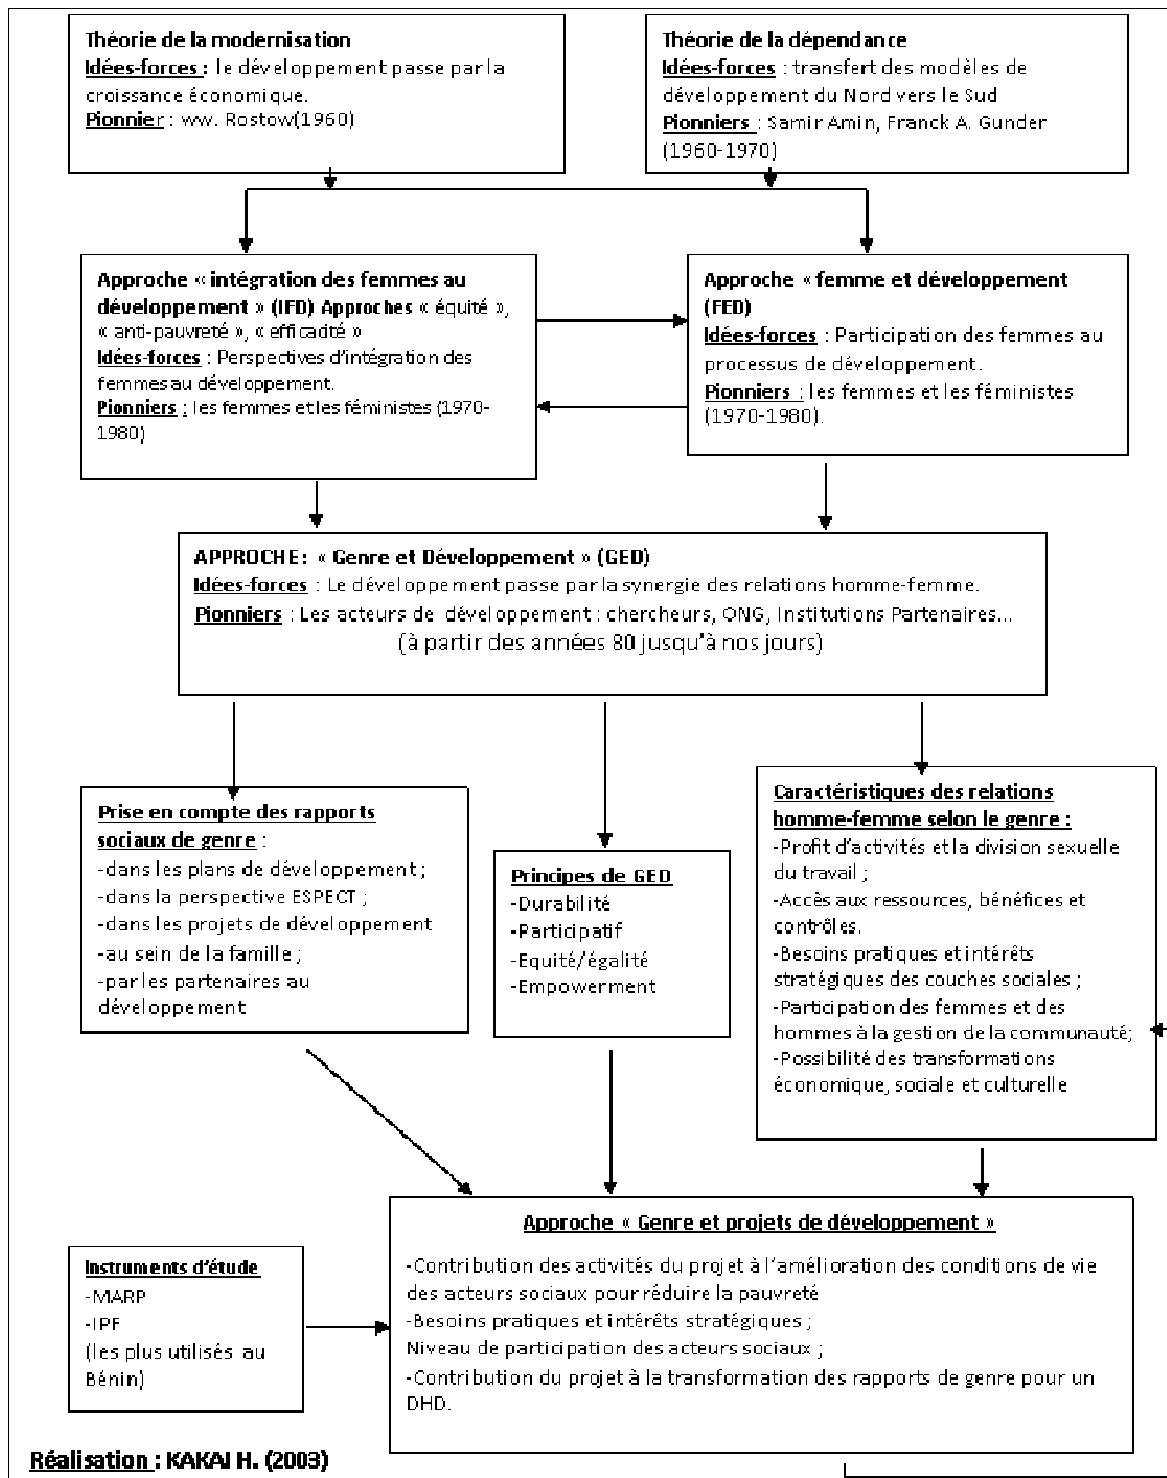 Théorie de la modernisation
Idées-forces : le développement passe par la
croissance économique.
Pionnier : ww. Rostow(1960)
Théorie de la dépendance
Idées-forces : transfert des modèles de
développement du Nord vers le Sud
Pionniers : Samir Amin, Franck A. Gunder
(1960-1970)
Approche « intégration des femmes au
développement » (IFD) Approches « équité »,
« anti-pauvreté », « efficacité »
Idées-forces : Perspectives d'intégration des
femmes au développement.
Pionniers : les femmes et les féministes (1970-
1980)
Approche « femme et développement
(FED)
Idées-forces : Participation des femmes au
processus de développement.
Pionniers : les femmes et les féministes
(1970-1980).
APPROCHE : « Genre et Développement » (GED)
Idées-forces : Le développement passe par la synergie des relations homme-femme.
Pionniers : Les acteurs de développement : chercheurs, ONG, Institutions Partenaires...
(à partir des années 80 jusqu'à nos jours)
Prise en compte des rapports
sociaux de genre :
-dans les plans de développement ;
-dans la perspective ESPECT ;
-dans les projets de développement
-au sein de la famille ;
-par les partenaires au
développement
Principes de GED
-Durabilité
-Participatif
-Equité/égalité
-Empowerment
Caractéristiques des relations
homme-femme selon le genre :
-Profit d'activités et la division sexuelle
du travail ;
-Accès aux ressources, bénéfices et
contrôles.
-Besoins pratiques et intérêts
stratégiques des couches sociales ;
-Participation des femmes et des
hommes à la gestion de la communauté;
-Possibilité des transformations
économique, sociale et culturelle
Approche « Genre et projets de développement »
-Contribution des activités du projet à l'amélioration des conditions de vie
des acteurs sociaux pour réduire la pauvreté
-Besoins pratiques et intérêts stratégiques ;
Niveau de participation des acteurs sociaux ;
-Contribution du projet à la transformation des rapports de genre pour un
DHD.
Instruments d'étude
-MARP
-IPF
(les plus utilisés au
Bénin)
Réalisation : KAKAI H. (2003)